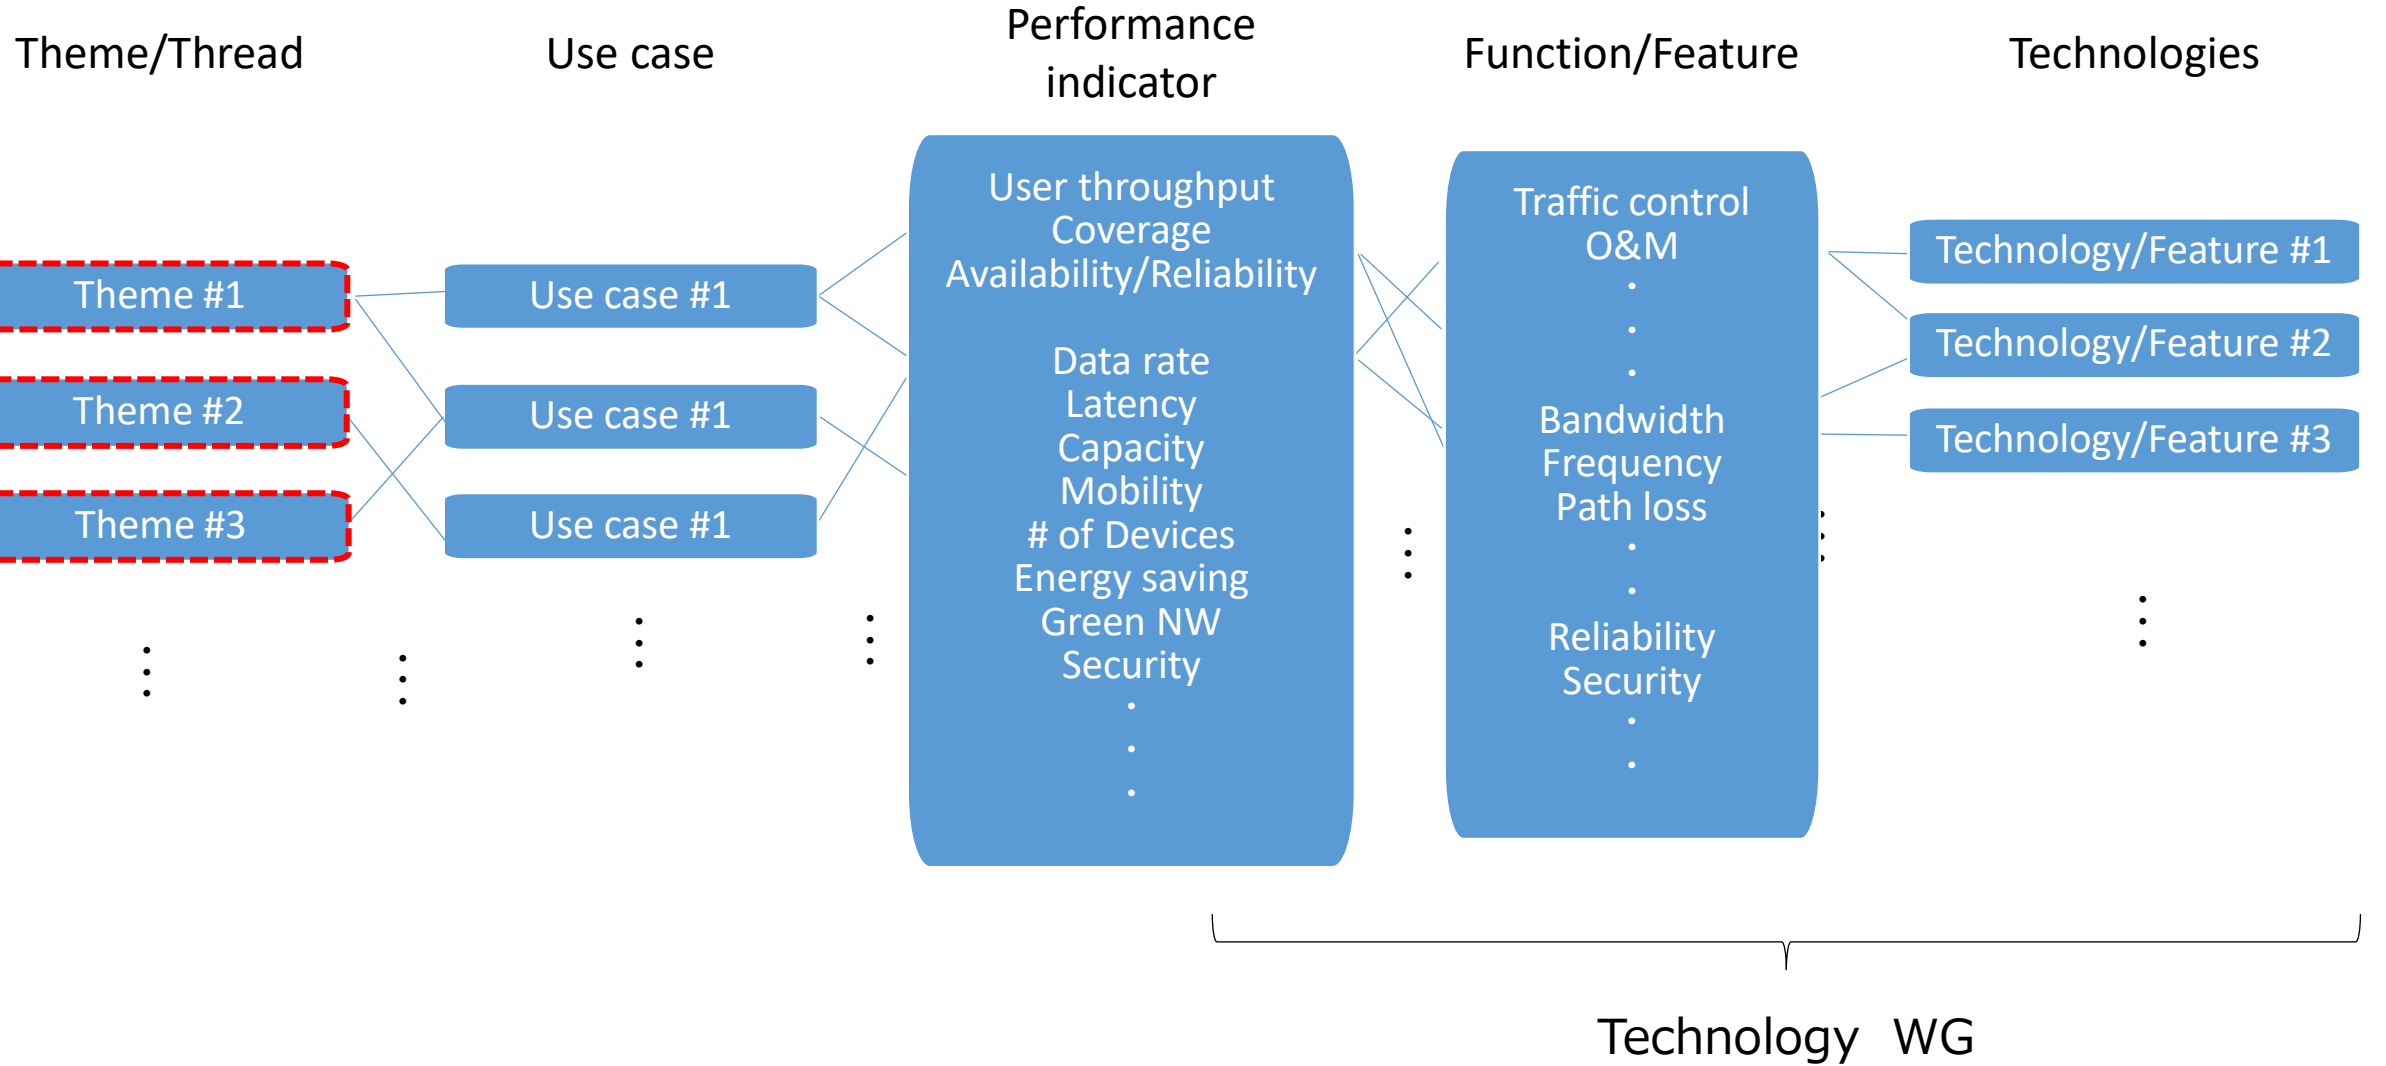 Theme/Thread
Use case
Performance
indicator
Function/Feature
Technologies
Theme #1
Theme #2
Theme #3
Use case #1
Use case #1
Use case #1
User throughput
Coverage
Availability/Reliability
Data rate
Latency
Capacity
Mobility
# of Devices
Energy saving
Green NW
Security
Traffic control
O&M
Bandwidth
Frequency
Path loss
Reliability
Security
Technology/Feature #1
Technology/Feature #2
Technology/Feature #3
Technology WG